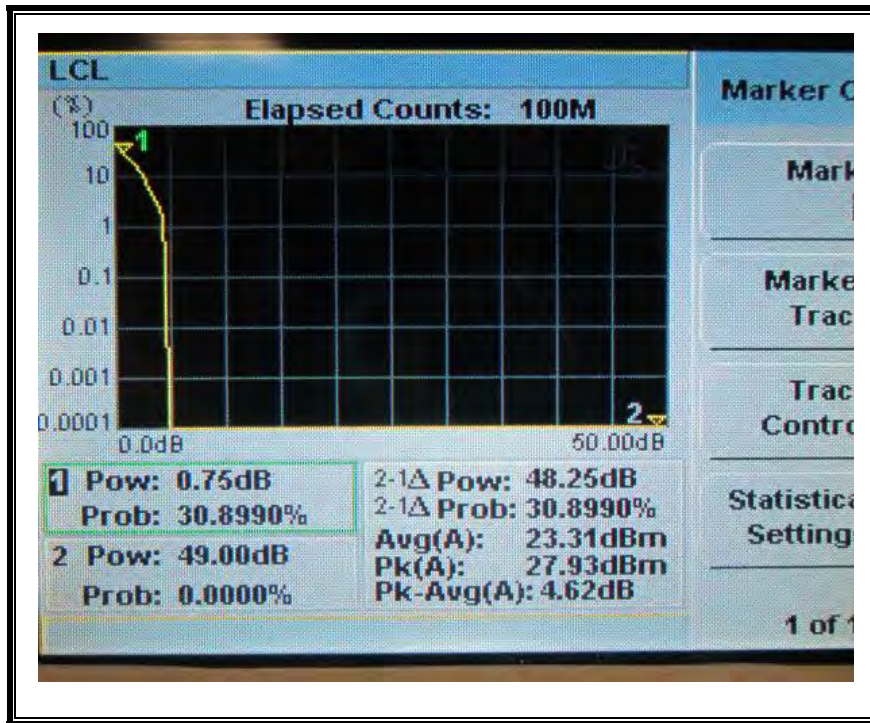 LCL
(%)
Elapsed Counts: 100M
100
1
10
1
0.1
0.01
0.001
0.0001
2
0.0dB
50.00dB
1 Pow: 0.75dB
Prob: 30.8990%
2 Pow: 49.00dB
Prob: 0.0000%
2-1Δ Pow: 48.25dB
2-1Δ Prob: 30.8990%
Avg(A): 23.31dBm
Pk(A): 27.93dBm
Pk-Avg(A): 4.62dB
Marker
Mark
Marke
Trac
Trac
Contro
Statistica
Setting
1 of 1